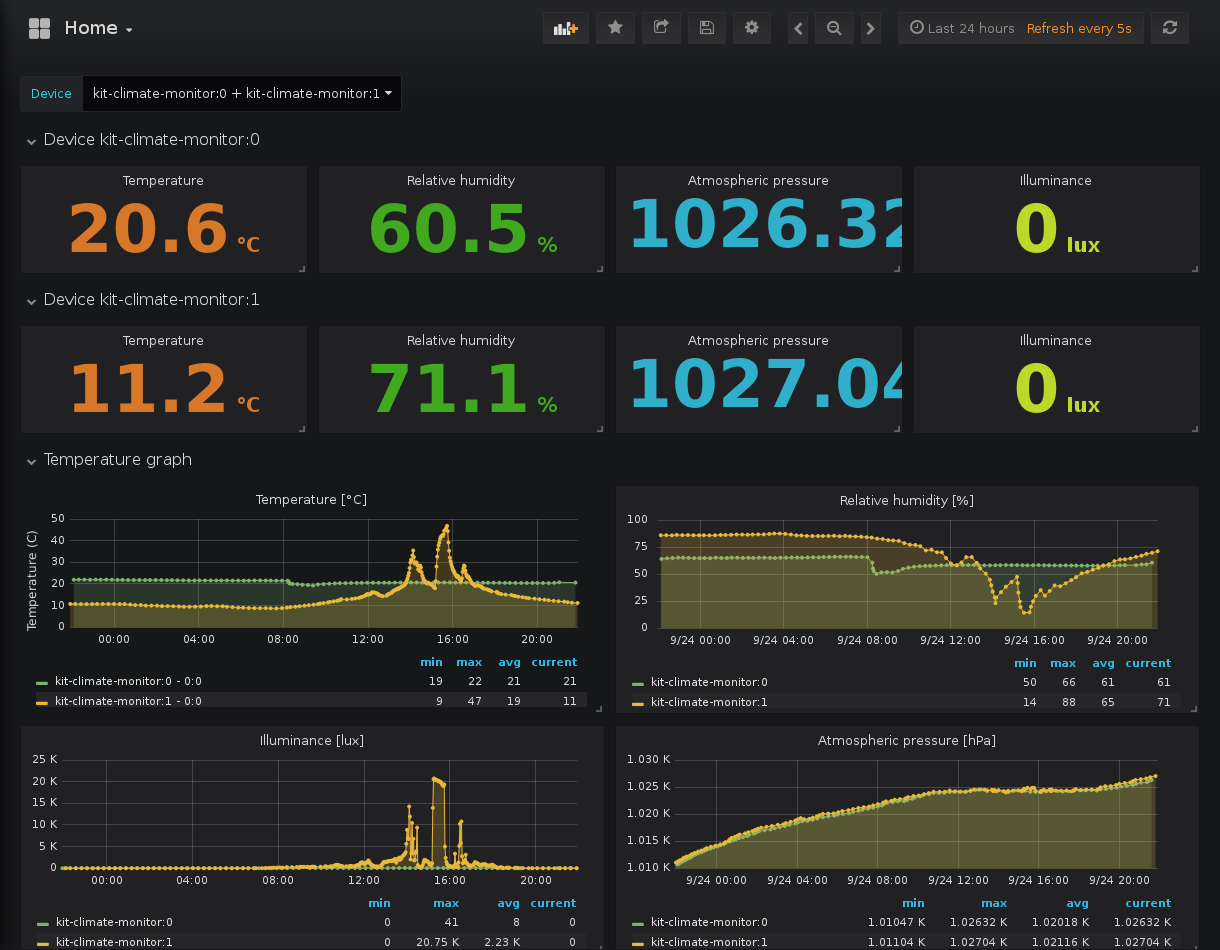 Home
Last 24 hours Refresh every 5s
Device kit-climate-monitor:0 + kit-climate-monitor:1
Device kit-climate-monitor:0
Temperature Relative humidity Atmospheric pressure Illuminance
20.6 °C 60.5 % 1026.32 0 lux
Device kit-climate-monitor:1
Temperature Relative humidity Atmospheric pressure Illuminance
11.2 °C 71.1 % 1027.04 0 lux
Temperature graph
Temperature [°C]
Temperature (C)
50
40
30
20
10
0
00:00 04:00 08:00 12:00 16:00 20:00
min max avg current
kit-climate-monitor:0 - 0:0 19 22 21 21
kit-climate-monitor:1 - 0:0 9 47 19 11
Relative humidity [%]
100
75
50
25
0
9/24 00:00 9/24 04:00 9/24 08:00 9/24 12:00 9/24 16:00 9/24 20:00
min max avg current
kit-climate-monitor:0 50 66 61 61
kit-climate-monitor:1 14 88 65 71
Illuminance [lux]
25 K
20 K
15 K
10 K
5 K
0
00:00 04:00 08:00 12:00 16:00 20:00
min max avg current
kit-climate-monitor:0 0 41 8 0
kit-climate-monitor:1 0 20.75 K 2.23 K 0
Atmospheric pressure [hPa]
1.030 K
1.025 K
1.020 K
1.015 K
1.010 K
9/24 00:00 9/24 04:00 9/24 08:00 9/24 12:00 9/24 16:00 9/24 20:00
min max avg current
kit-climate-monitor:0 1.01047 K 1.02632 K 1.02018 K 1.02632 K
kit-climate-monitor:1 1.01104 K 1.02704 K 1.02116 K 1.02704 K